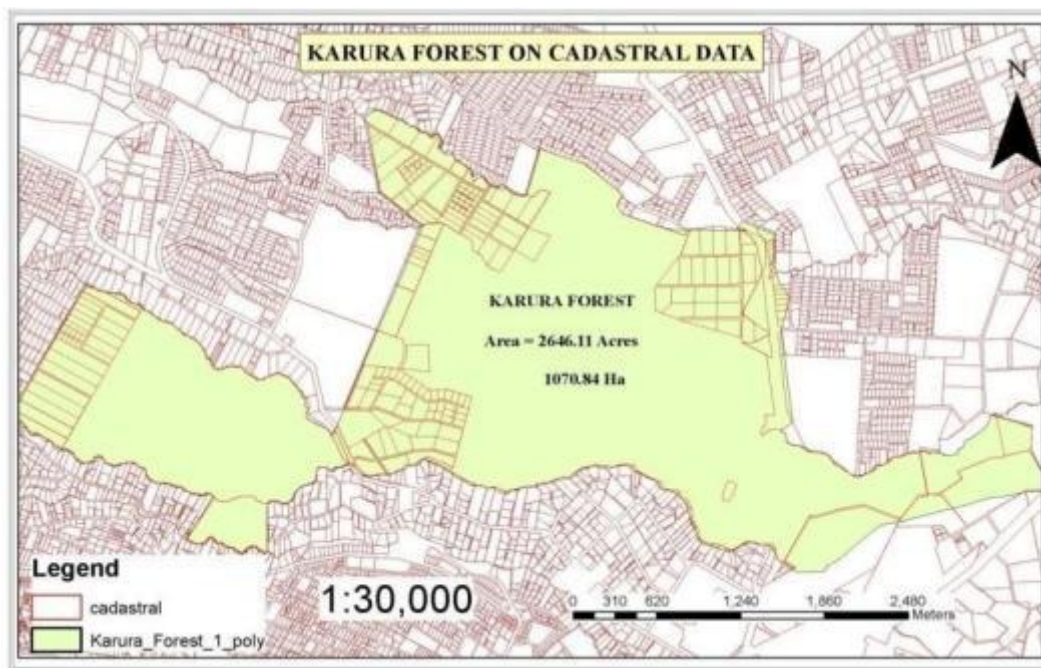 KARURA FOREST ON CADASTRAL DATA
N
KARURA FOREST
Area = 2646.11 Acres
1070.84 Ha
Legend
cadastral
Karura_Forest_1_poly
1:30,000
0 310 620 1,240 1,860 2,480
Meters